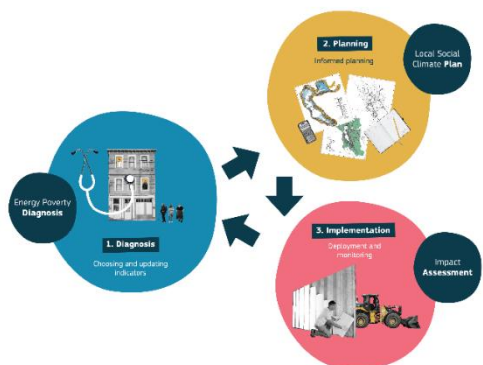 Energy Poverty
Diagnosis
1. Diagnosis
Choosing and updating
indicators
2. Planning
Informed planning
Local Social
Climate Plan
3. Implementation
Deployment and
monitoring
Impact
Assessment